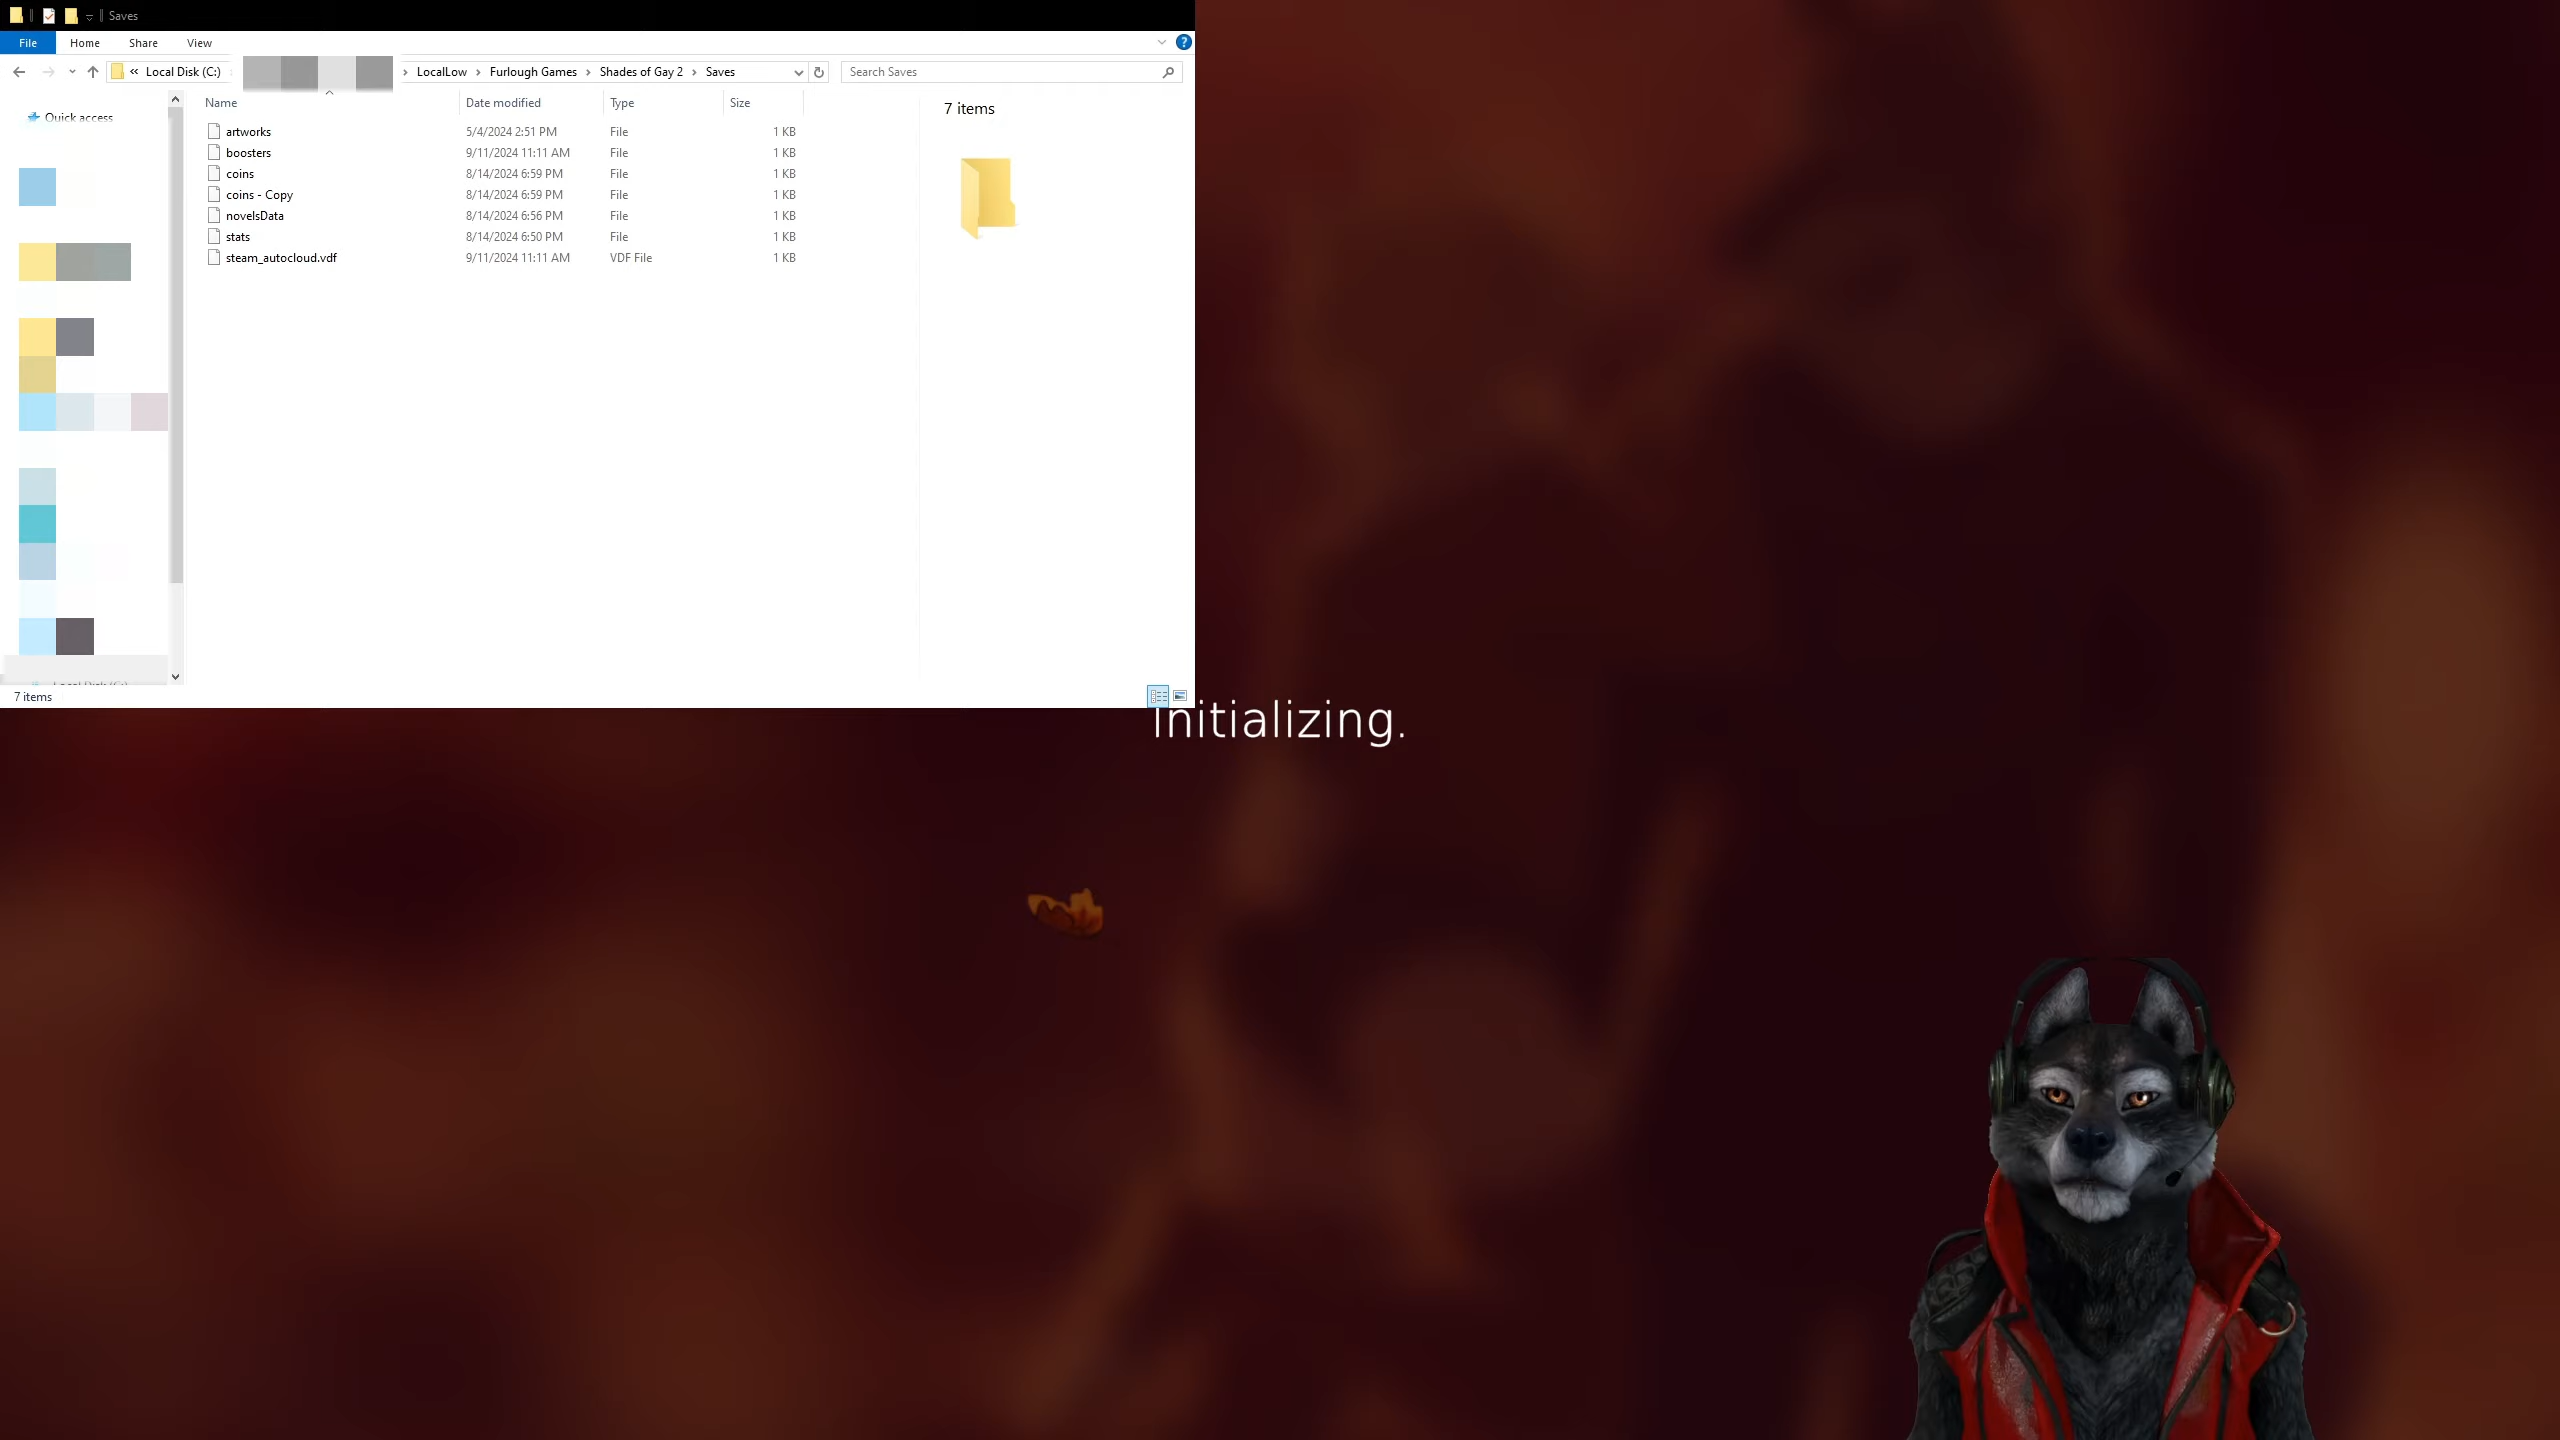 Saves
File Home Share View
« Local Disk (C:) LocalLow Furlough Games Shades of Gay 2 Saves Search Saves
Name Date modified Type Size
7 items
Quick access
artworks 5/4/2024 2:51 PM File 1 KB
boosters 9/11/2024 11:11 AM File 1 KB
coins 8/14/2024 6:59 PM File 1 KB
coins - Copy 8/14/2024 6:59 PM File 1 KB
novelsData 8/14/2024 6:56 PM File 1 KB
stats 8/14/2024 6:50 PM File 1 KB
steam_autocloud.vdf 9/11/2024 11:11 AM VDF File 1 KB
7 items
Initializing.